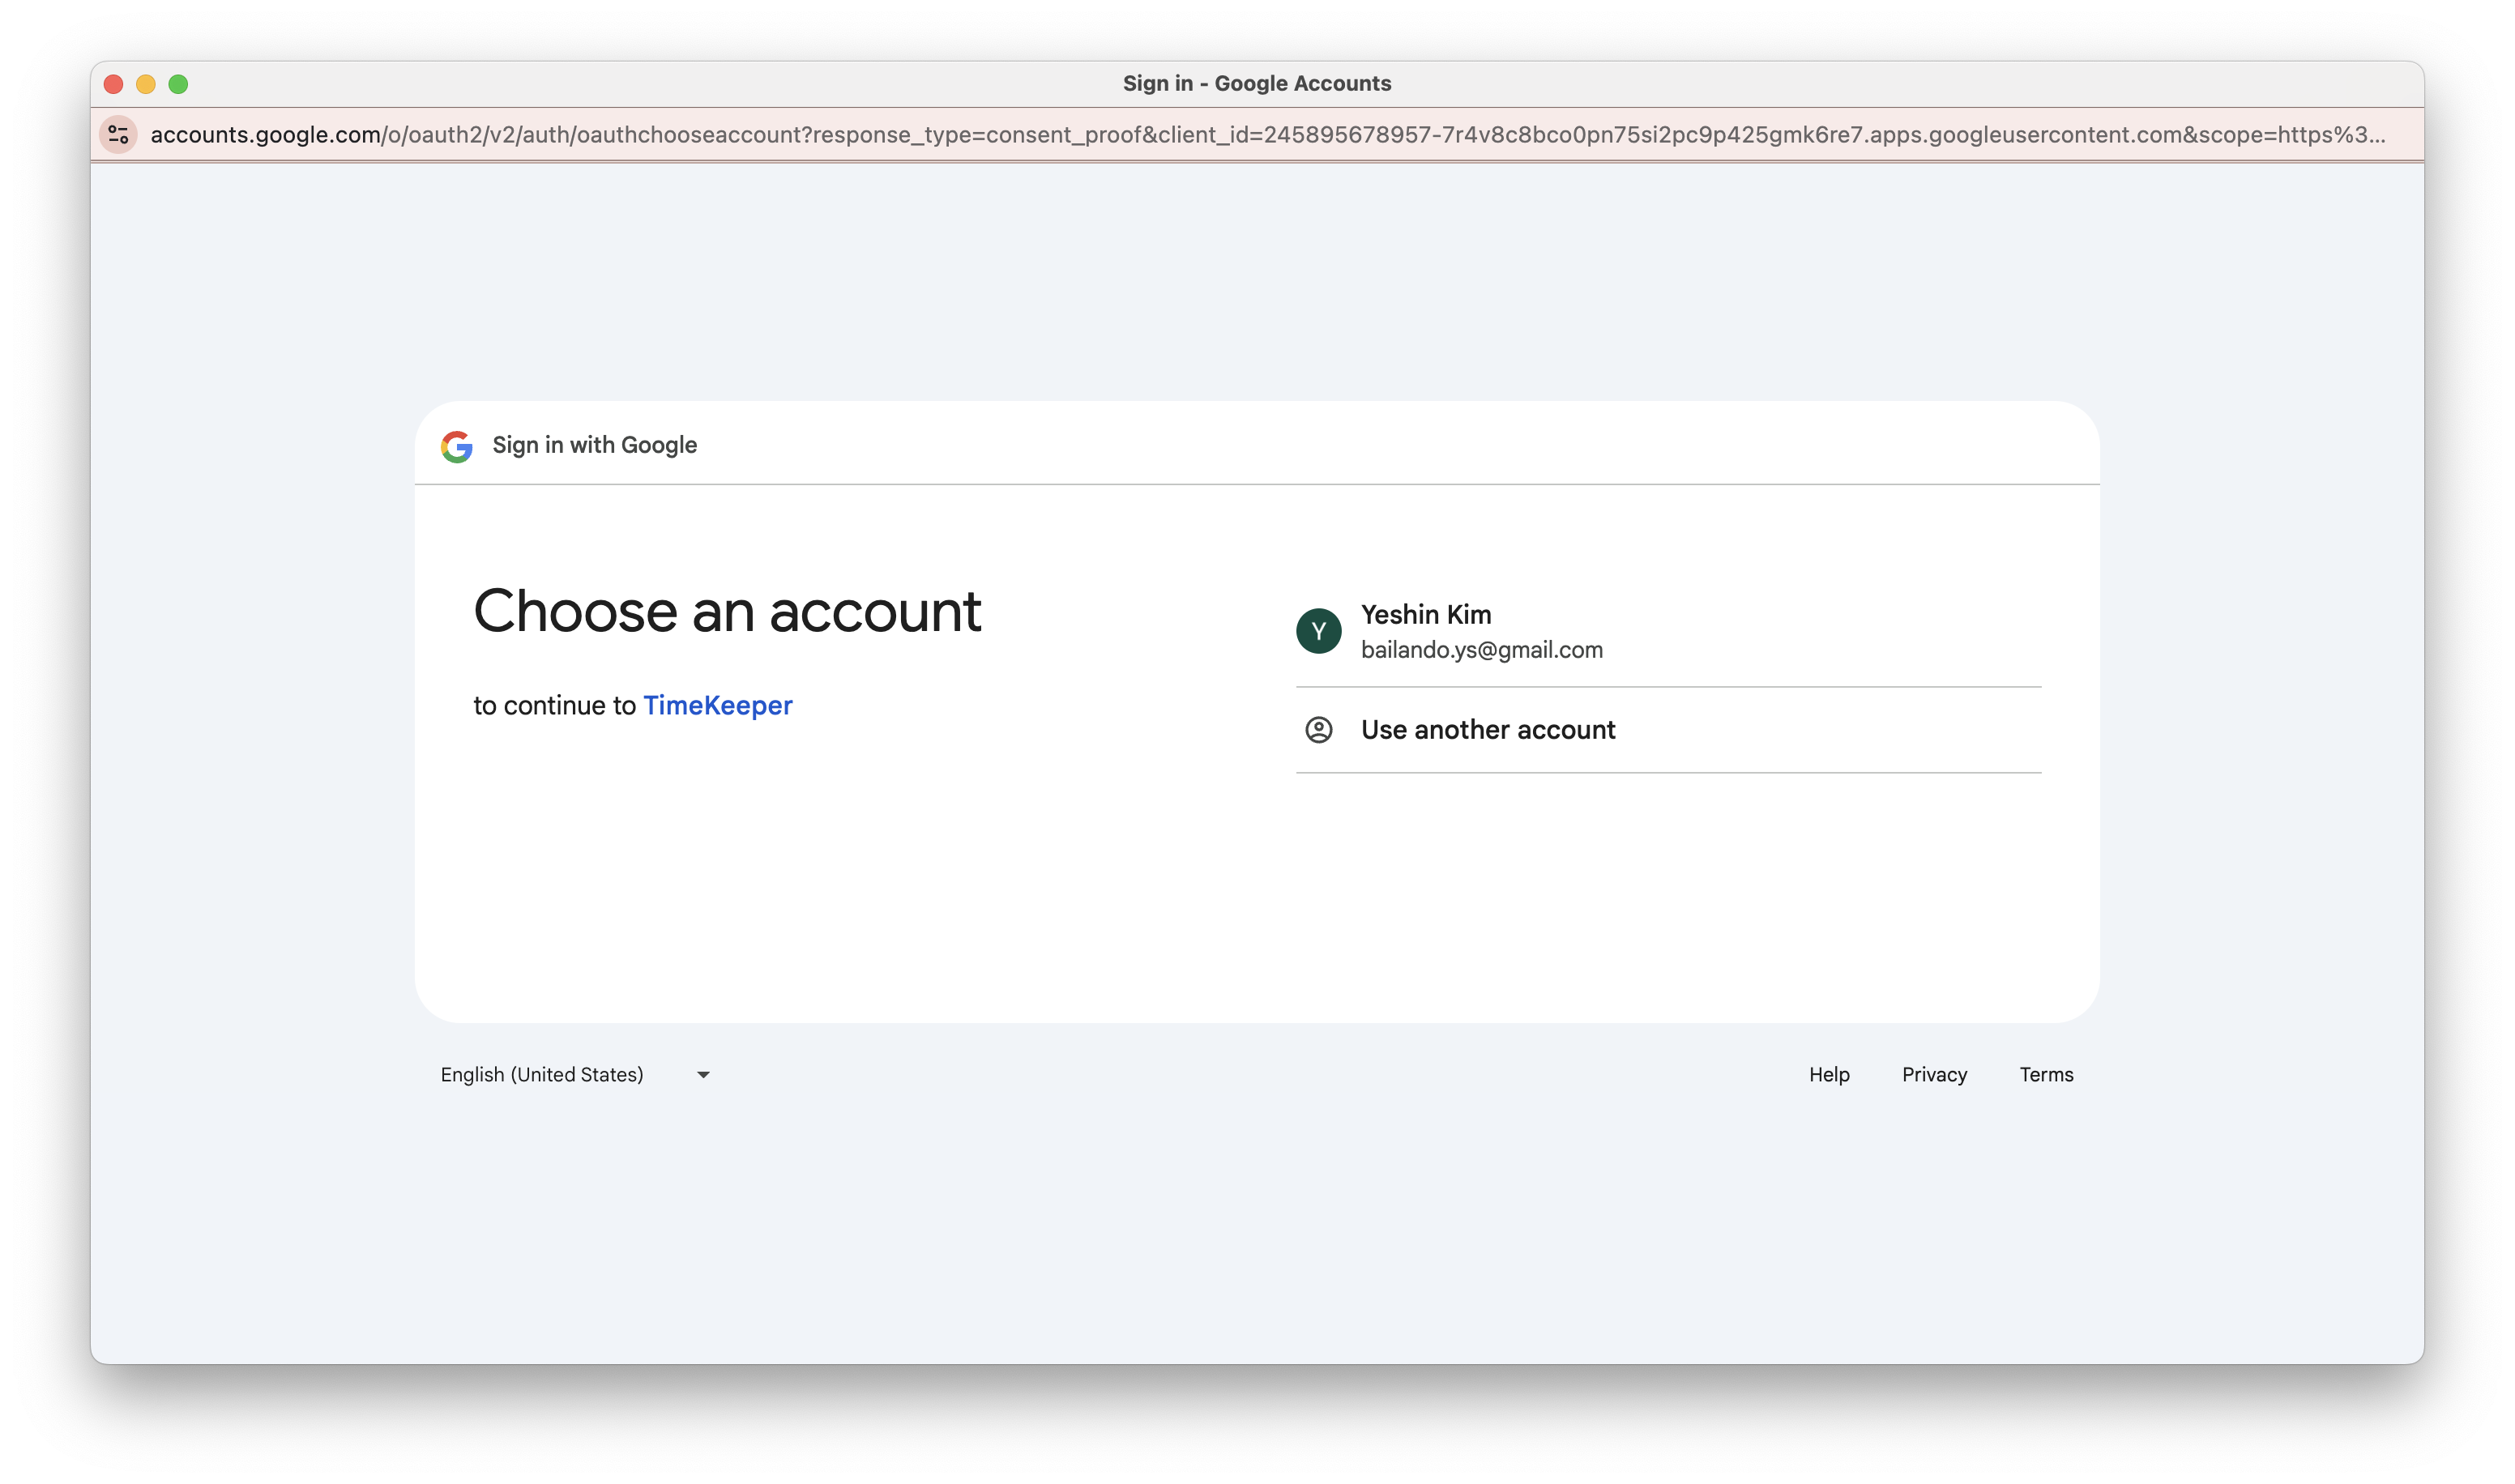 Sign in - Google Accounts
accounts.google.com/o/oauth2/v2/auth/oauthchooseaccount?response_type=consent_proof&client_id=245895678957-7r4v8c8bco0pn75si2pc9p425gmk6re7.apps.googleusercontent.com&scope=https%3...
Sign in with Google
Choose an account
to continue to TimeKeeper
Y
Yeshin Kim
bailando.ys@gmail.com
Use another account
English (United States)
Help
Privacy
Terms